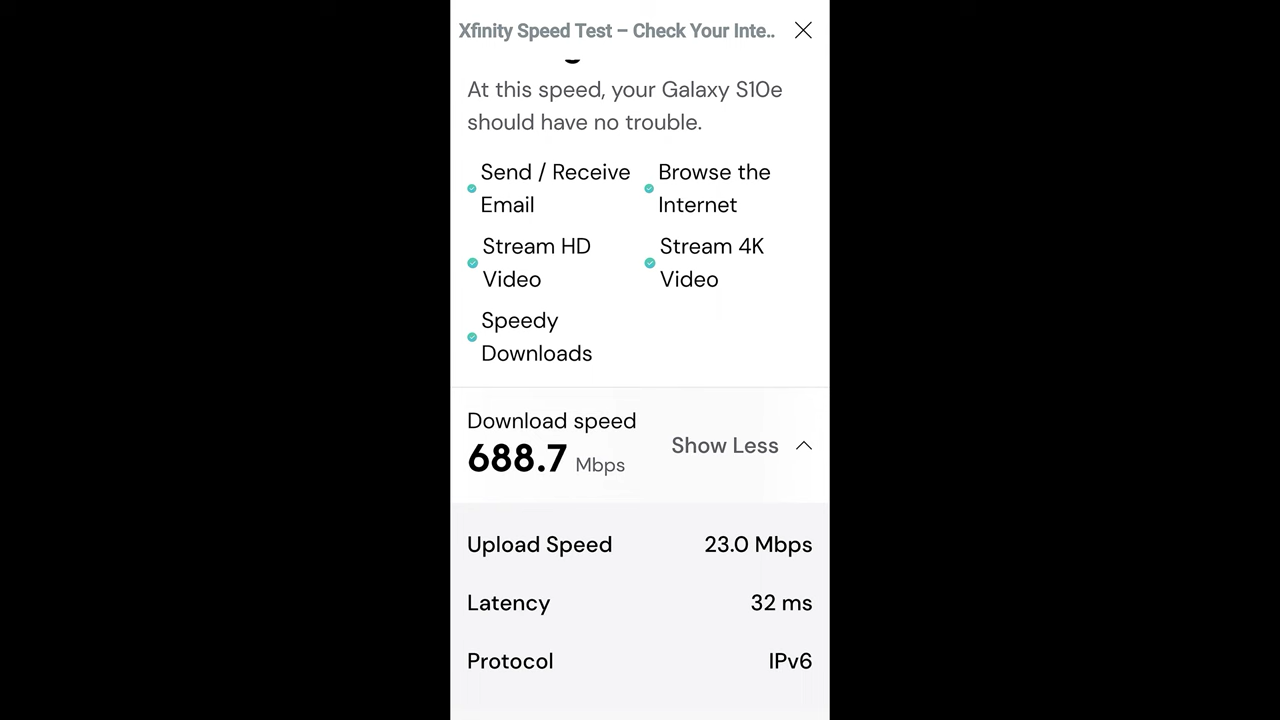 Xfinity Speed Test – Check Your Inte..
At this speed, your Galaxy S10e
should have no trouble.
Send / Receive
Email
Browse the
Internet
Stream HD
Video
Stream 4K
Video
Speedy
Downloads
Download speed
688.7 Mbps
Show Less
Upload Speed 23.0 Mbps
Latency 32 ms
Protocol IPv6